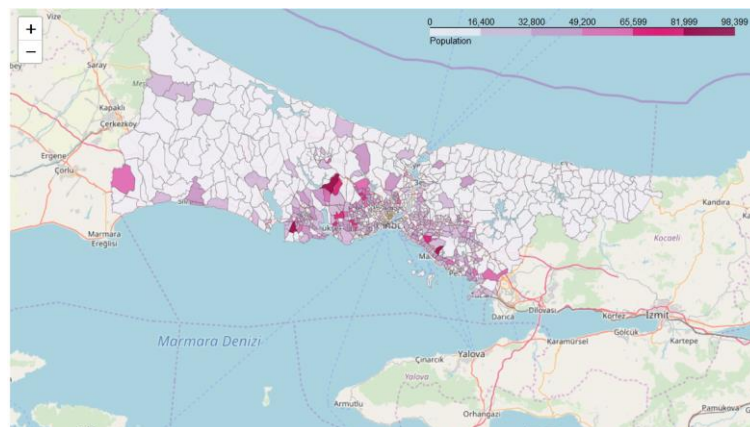 +
−
0 16,400 32,800 49,200 65,599 81,999 98,399
Population
Vize
Saray
Kapaklı
Çerkezköy
Ergene
Çorlu
Marmara
Ereğlisi
Kandıra
Kocaeli
Darıca
Dilovası
Körfez
İzmit
Gölcük
Kartepe
Karamürsel
Marmara Denizi
Yalova
Çınarcık
Yalova
Armutlu
Orhangazi
Pamukova